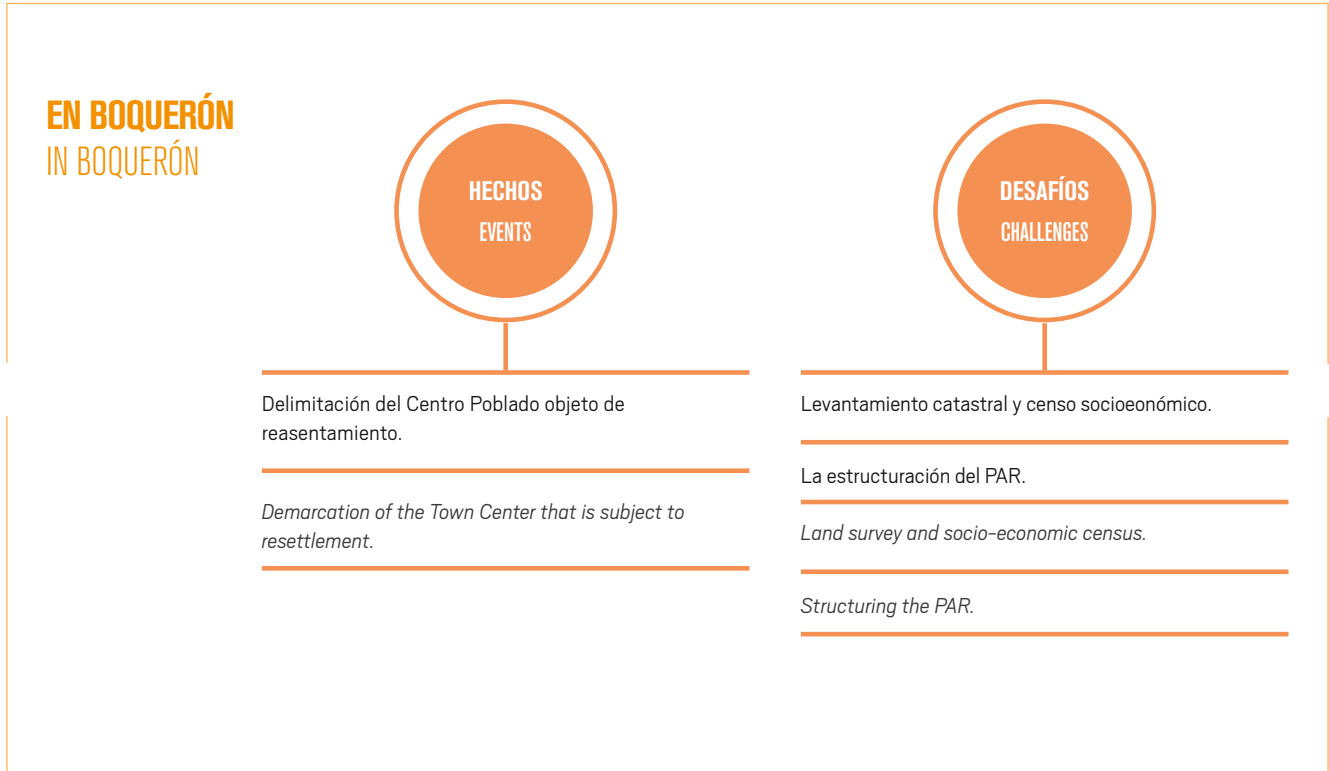 EN BOQUERÓN
IN BOQUERÓN
HECHOS
EVENTS
Delimitación del Centro Poblado objeto de
reasentamiento.
Demarcation of the Town Center that is subject to
resettlement.
DESAFÍOS
CHALLENGES
Levantamiento catastral y censo socioeonómico.
La estructuración del PAR.
Land survey and socio-economic census.
Structuring the PAR.